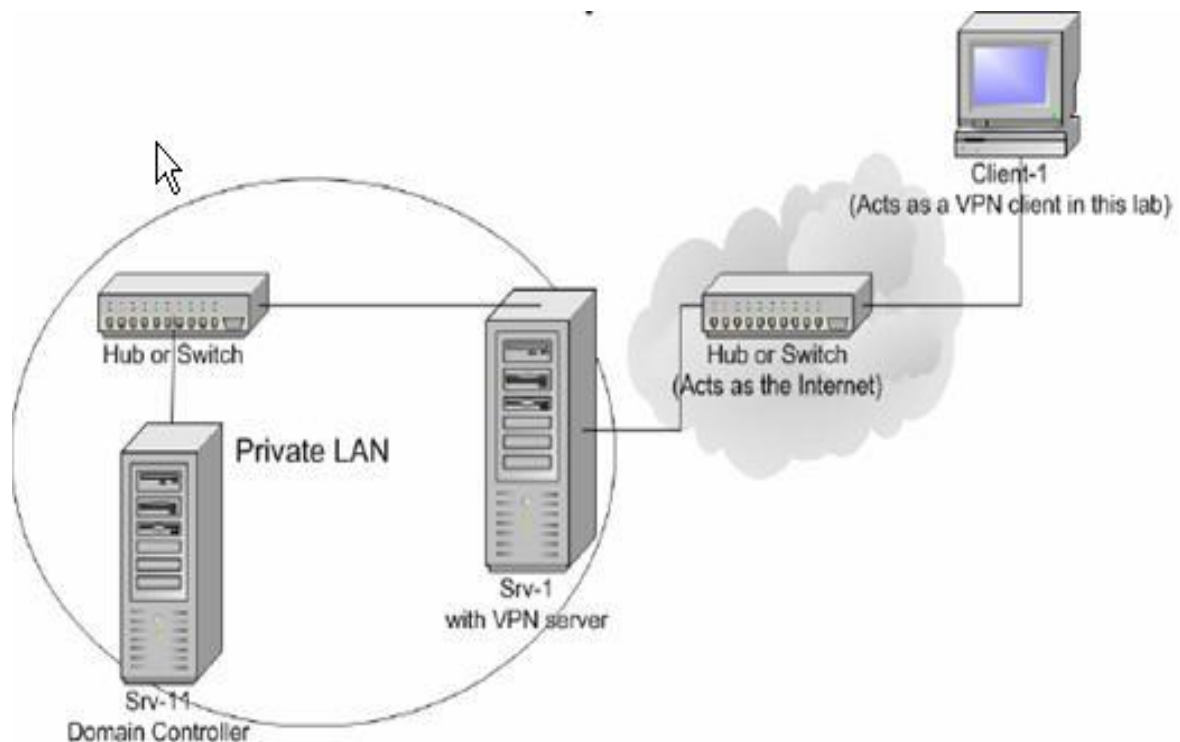 Client-1
(Acts as a VPN client in this lab)
Hub or Switch
Hub or Switch
(Acts as the Internet)
Private LAN
Srv-1
with VPN server
Srv-11
Domain Controller